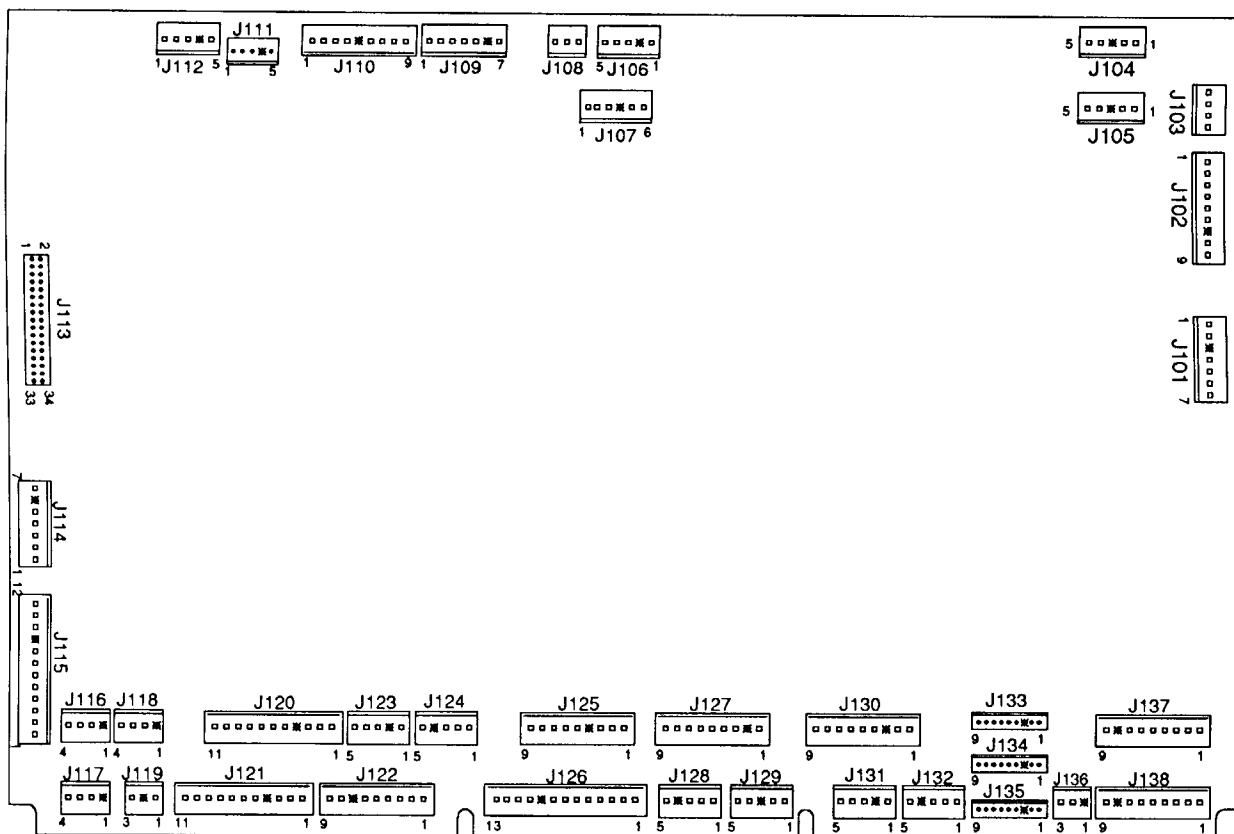 J111
1 J112 5
1 5
1 J110 9
1 J109 7
J108
5 J106 1
5 1
J104
J103
1 J107 6
5 1
J105
1 J102 9
1 2
J113
33 34
1 J101 7
7
J114
1
12
J115
J116
4 1
J118
4 1
J120
11 1
J123
5 1
J124
5 1
J125
9 1
J127
9 1
J130
9 1
J133
9 1
J137
9 1
J134
9 1
J117
4 1
J119
3 1
J121
11 1
J122
9 1
J126
13 1
J128
5 1
J129
5 1
J131
5 1
J132
5 1
J135
9 1
J136
3 1
J138
9 1